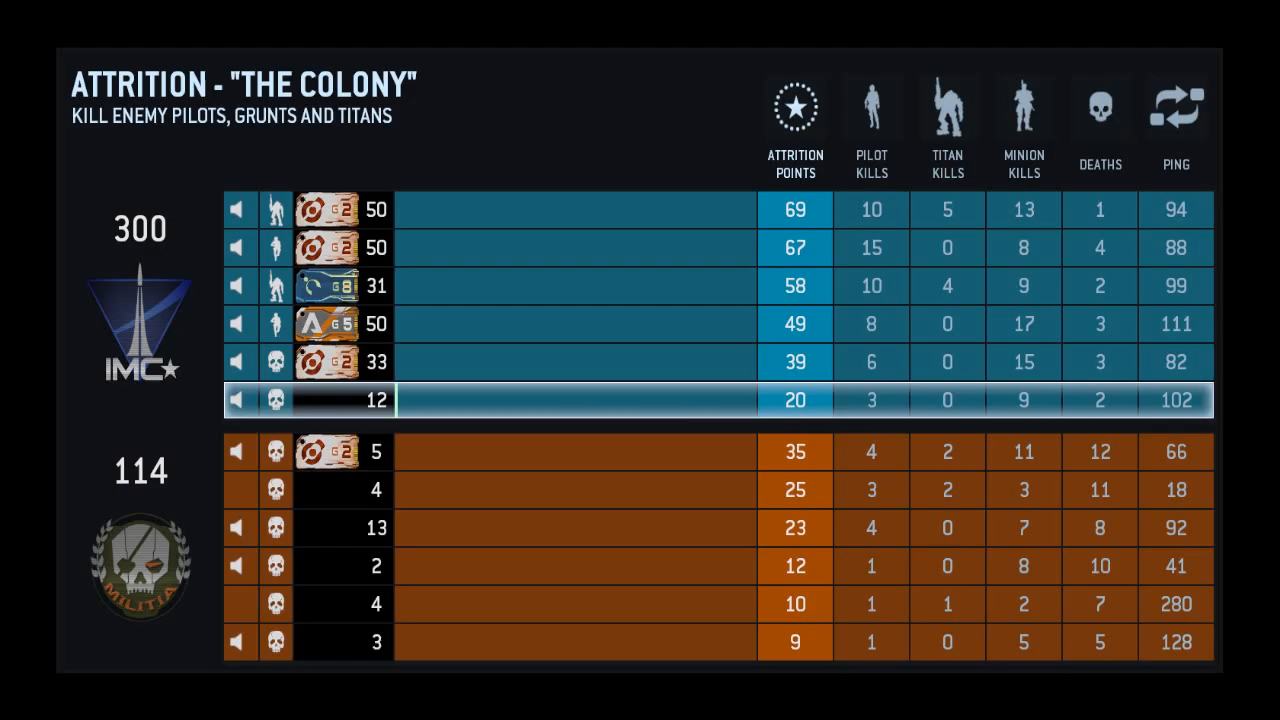 ATTRITION - "THE COLONY"
KILL ENEMY PILOTS, GRUNTS AND TITANS
ATTRITION POINTS PILOT KILLS TITAN KILLS MINION KILLS DEATHS PING
300
IMC
G2 50 69 10 5 13 1 94
G2 50 67 15 0 8 4 88
G8 31 58 10 4 9 2 99
A G5 50 49 8 0 17 3 111
G2 33 39 6 0 15 3 82
12 20 3 0 9 2 102
114
MILITIA
G2 5 35 4 2 11 12 66
4 25 3 2 3 11 18
13 23 4 0 7 8 92
2 12 1 0 8 10 41
4 10 1 1 2 7 280
3 9 1 0 5 5 128